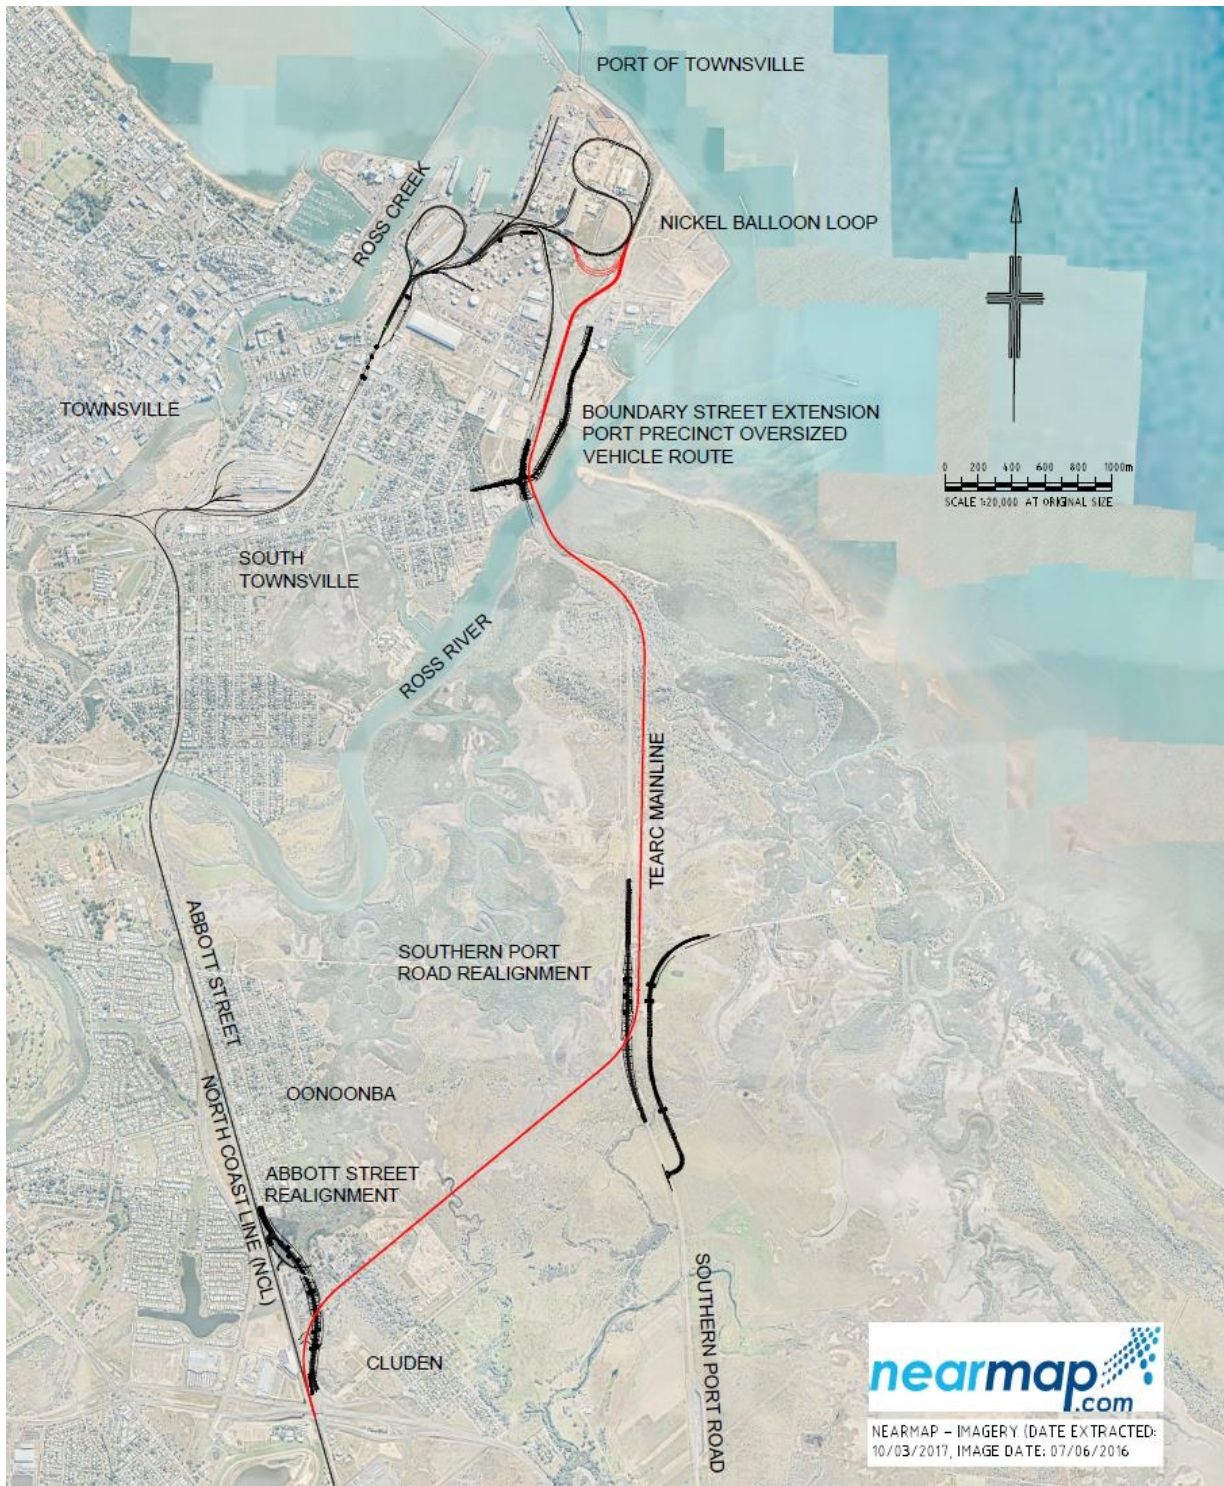 PORT OF TOWNSVILLE
ROSS CREEK
NICKEL BALLOON LOOP
TOWNSVILLE
BOUNDARY STREET EXTENSION
PORT PRECINCT OVERSIZED
VEHICLE ROUTE
0 200 400 600 800 1000m
SCALE 1:20,000 AT ORIGINAL SIZE
SOUTH
TOWNSVILLE
ROSS RIVER
TEARC MAINLINE
ABBOTT STREET
SOUTHERN PORT
ROAD REALIGNMENT
NORTH COAST LINE (NCL)
OONOONBA
ABBOTT STREET
REALIGNMENT
SOUTHERN PORT ROAD
CLUDEN
nearmap
.com
NEARMAP - IMAGERY (DATE EXTRACTED:
10/03/2017, IMAGE DATE: 07/06/2016